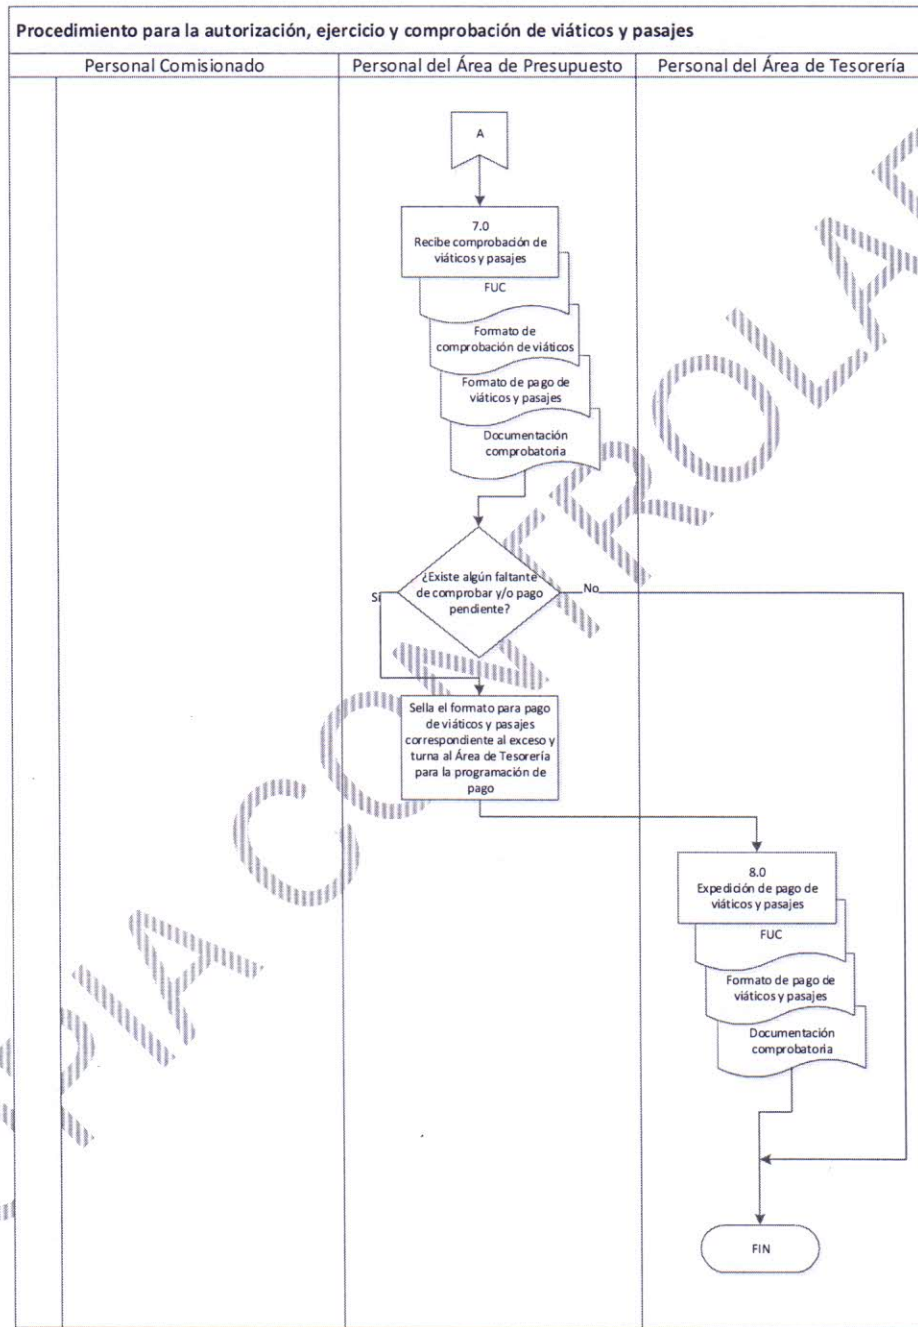 Procedimiento para la autorización, ejercicio y comprobación de viáticos y pasajes
Personal Comisionado
Personal del Área de Presupuesto
Personal del Área de Tesorería
A
7.0
Recibe comprobación de
viáticos y pasajes
FUC
Formato de
comprobación de viáticos
Formato de pago de
viáticos y pasajes
Documentación
comprobatoria
¿Existe algún faltante
de comprobar y/o pago
pendiente?
Sí
No
Sella el formato para pago
de viáticos y pasajes
correspondiente al exceso y
turna al Área de Tesorería
para la programación de
pago
8.0
Expedición de pago de
viáticos y pasajes
FUC
Formato de pago de
viáticos y pasajes
Documentación
comprobatoria
FIN
PIA CONTROLAD